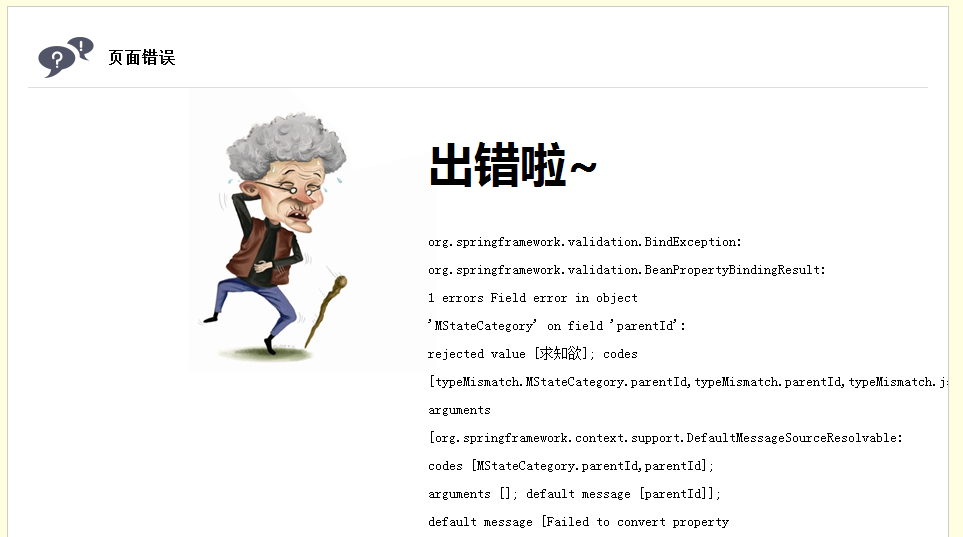 页面错误
出错啦~
org.springframework.validation.BindException:
org.springframework.validation.BeanPropertyBindingResult:
1 errors Field error in object
'MStateCategory' on field 'parentId':
rejected value [求知欲]; codes
[typeMismatch.MStateCategory.parentId,typeMismatch.parentId,typeMismatch.j
arguments
[org.springframework.context.support.DefaultMessageSourceResolvable:
codes [MStateCategory.parentId,parentId];
arguments []; default message [parentId]];
default message [Failed to convert property